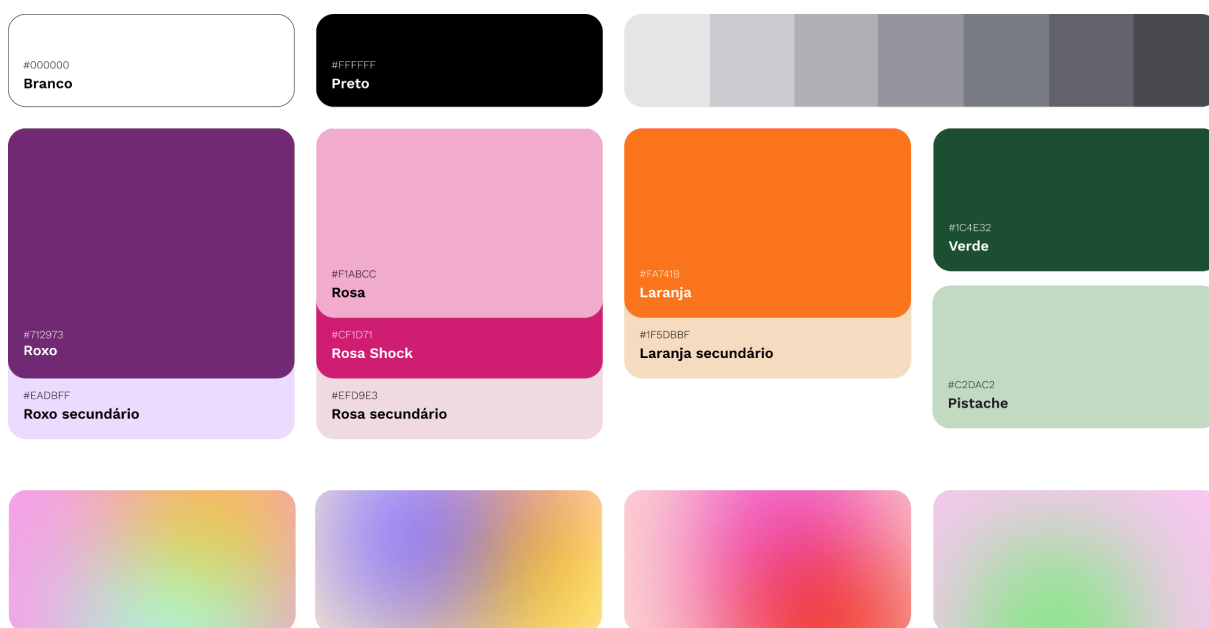 #000000
Branco
#FFFFFF
Preto
#712973
Roxo
#EADBFF
Roxo secundário
#F1ABCC
Rosa
#CF1D71
Rosa Shock
#EFD9E3
Rosa secundário
#FA741B
Laranja
#1F5DBBF
Laranja secundário
#1C4E32
Verde
#C2DAC2
Pistache